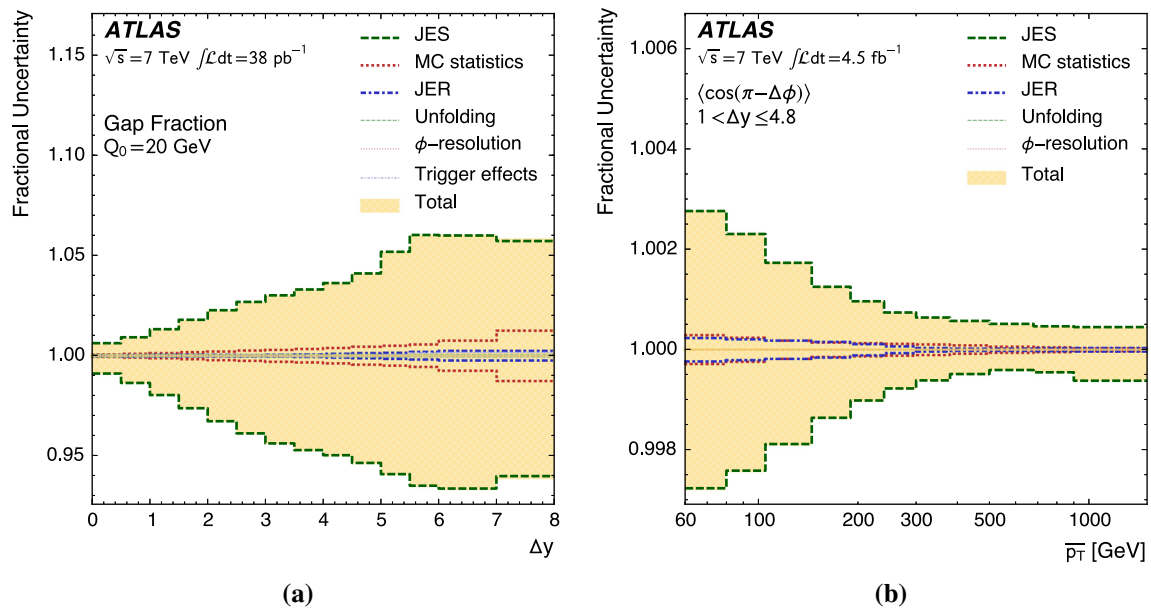 ATLAS
√s=7 TeV ∫ℒdt=38 pb⁻¹
Gap Fraction
Q₀=20 GeV
JES
MC statistics
JER
Unfolding
ϕ−resolution
Trigger effects
Total
Fractional Uncertainty
1.15
1.10
1.05
1.00
0.95
0 1 2 3 4 5 6 7 8
Δy
(a)
ATLAS
√s=7 TeV ∫ℒdt=4.5 fb⁻¹
⟨cos(π−Δϕ)⟩
1 <Δy ≤4.8
JES
MC statistics
JER
Unfolding
ϕ−resolution
Total
Fractional Uncertainty
1.006
1.004
1.002
1.000
0.998
60 100 200 300 500 1000
p̅T̅ [GeV]
(b)